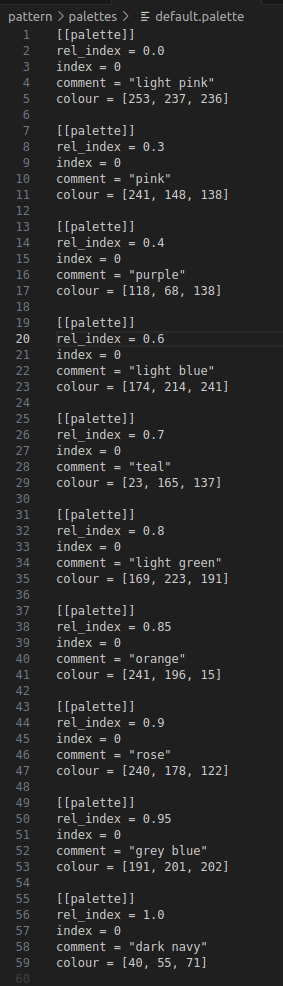 pattern > palettes > default.palette
1 [[palette]]
2 rel_index = 0.0
3 index = 0
4 comment = "light pink"
5 colour = [253, 237, 236]
6
7 [[palette]]
8 rel_index = 0.3
9 index = 0
10 comment = "pink"
11 colour = [241, 148, 138]
12
13 [[palette]]
14 rel_index = 0.4
15 index = 0
16 comment = "purple"
17 colour = [118, 68, 138]
18
19 [[palette]]
20 rel_index = 0.6
21 index = 0
22 comment = "light blue"
23 colour = [174, 214, 241]
24
25 [[palette]]
26 rel_index = 0.7
27 index = 0
28 comment = "teal"
29 colour = [23, 165, 137]
30
31 [[palette]]
32 rel_index = 0.8
33 index = 0
34 comment = "light green"
35 colour = [169, 223, 191]
36
37 [[palette]]
38 rel_index = 0.85
39 index = 0
40 comment = "orange"
41 colour = [241, 196, 15]
42
43 [[palette]]
44 rel_index = 0.9
45 index = 0
46 comment = "rose"
47 colour = [240, 178, 122]
48
49 [[palette]]
50 rel_index = 0.95
51 index = 0
52 comment = "grey blue"
53 colour = [191, 201, 202]
54
55 [[palette]]
56 rel_index = 1.0
57 index = 0
58 comment = "dark navy"
59 colour = [40, 55, 71]
60